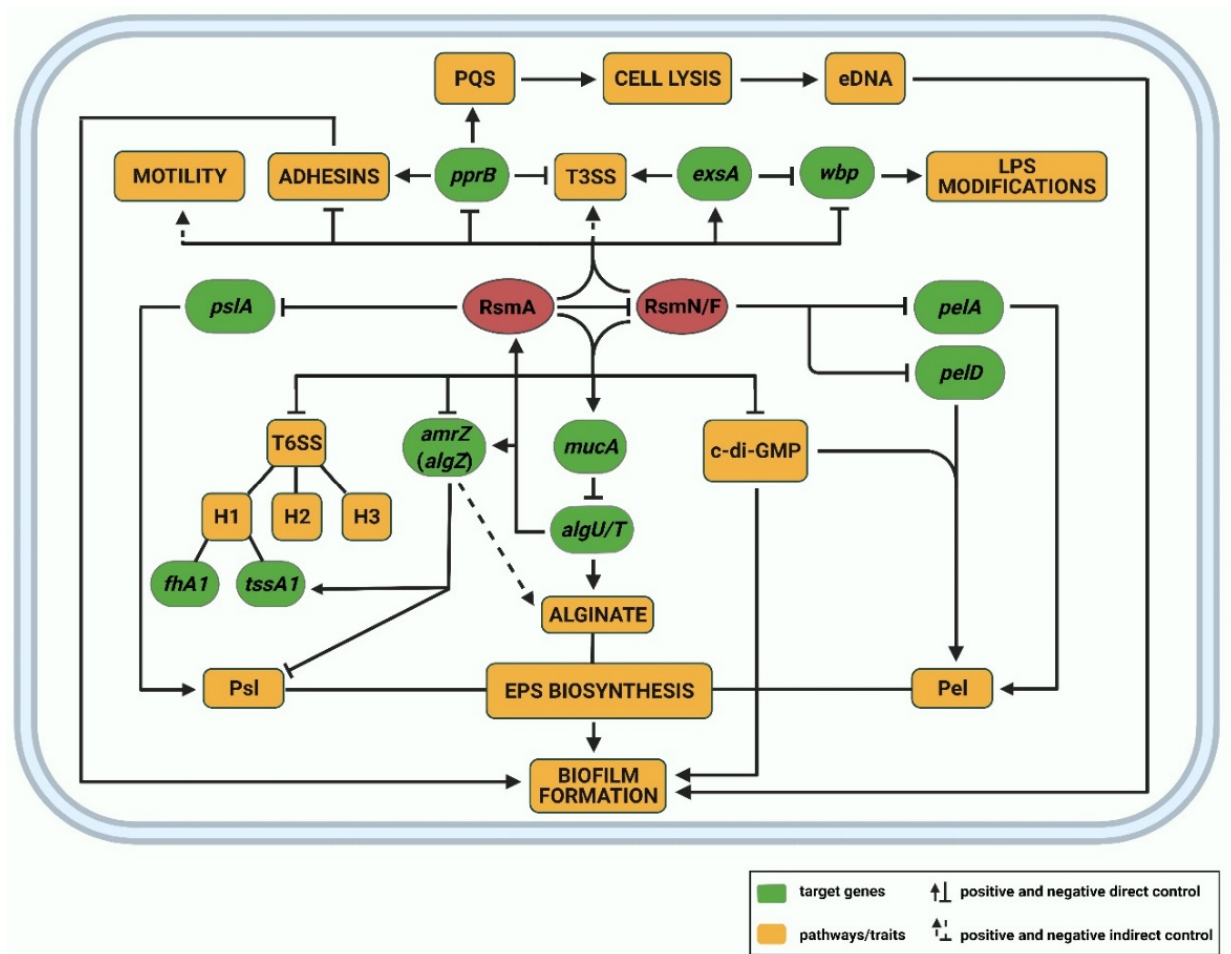 PQS
CELL LYSIS
eDNA
MOTILITY
ADHESINS
pprB
T3SS
exsA
wbp
LPS
MODIFICATIONS
pslA
RsmA
RsmN/F
pelA
pelD
T6SS
amrZ
(algZ)
mucA
c-di-GMP
H1
H2
H3
algU/T
fhA1
tssA1
ALGINATE
Psl
EPS BIOSYNTHESIS
Pel
BIOFILM
FORMATION
target genes
positive and negative direct control
pathways/traits
positive and negative indirect control